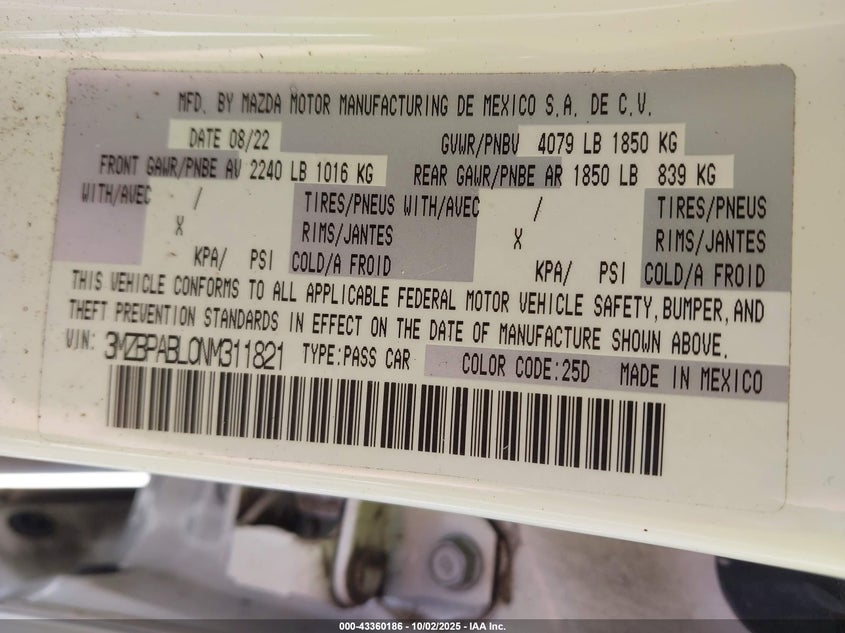 MFD. BY MAZDA MOTOR MANUFACTURING DE MEXICO S.A. DE C.V.
DATE 08/22 GVWR/PNBV 4079 LB 1850 KG
FRONT GAWR/PNBE AV 2240 LB 1016 KG REAR GAWR/PNBE AR 1850 LB 839 KG
WITH/AVEC / TIRES/PNEUS WITH/AVEC / TIRES/PNEUS
X RIMS/JANTES X RIMS/JANTES
KPA/ PSI COLD/A FROID KPA/ PSI COLD/A FROID
THIS VEHICLE CONFORMS TO ALL APPLICABLE FEDERAL MOTOR VEHICLE SAFETY, BUMPER, AND
THEFT PREVENTION STANDARDS IN EFFECT ON THE DATE OF MANUFACTURE SHOWN ABOVE.
VIN: 3MZBPABL0NM311821 TYPE:PASS CAR COLOR CODE:25D MADE IN MEXICO
000-43360186 - 10/02/2025 - IAA Inc.